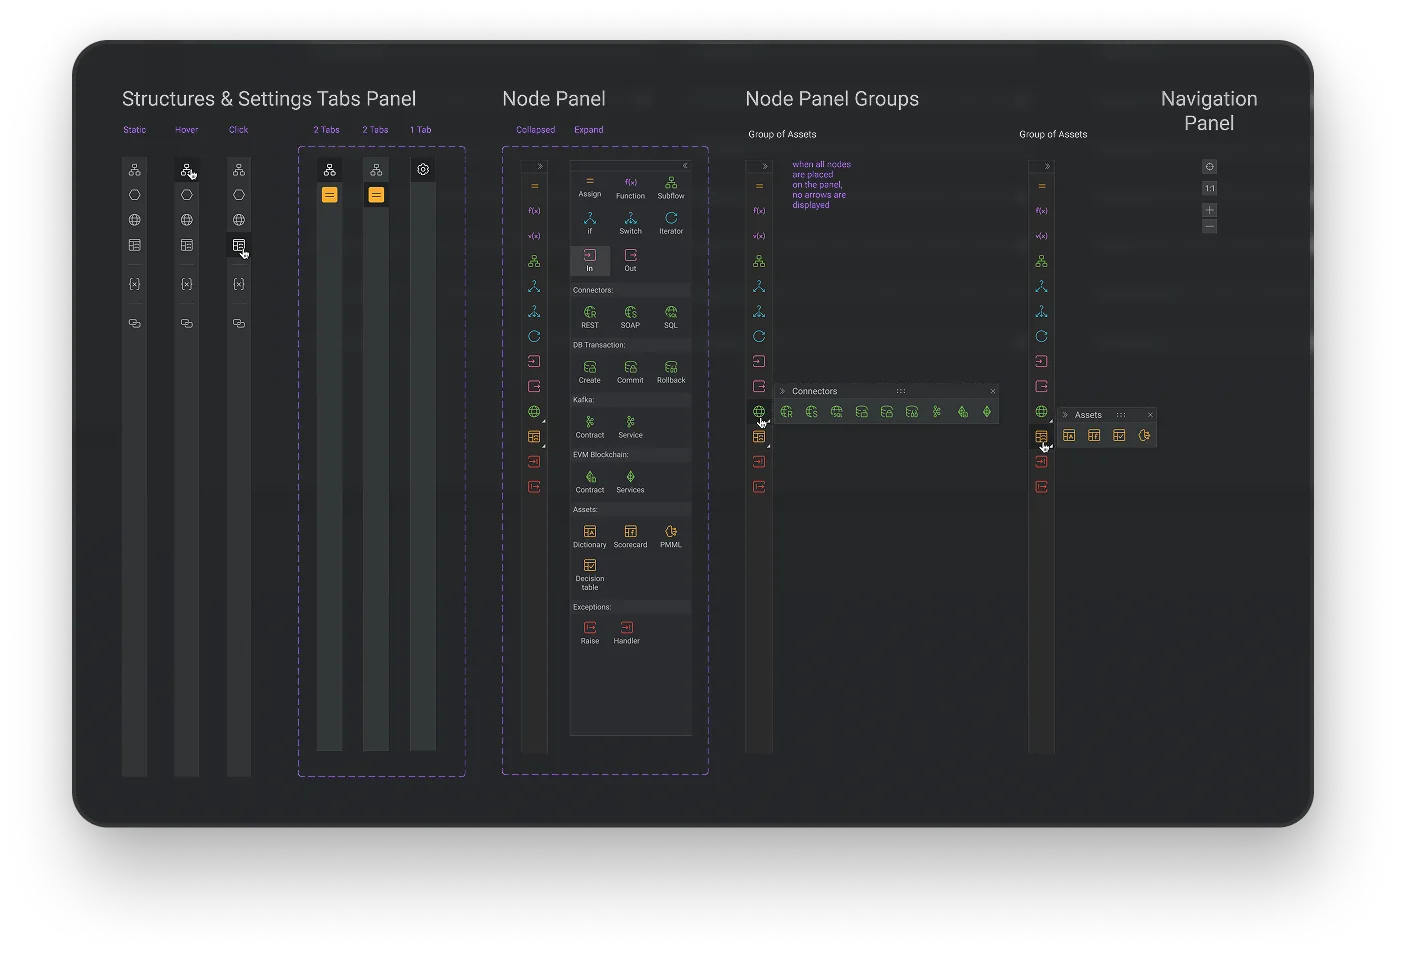 Structures & Settings Tabs Panel
Node Panel
Node Panel Groups
Navigation
Panel
Static
Hover
Click
2 Tabs
2 Tabs
1 Tab
Collapsed
Expand
Group of Assets
Group of Assets
when all nodes
are placed
on the panel,
no arrows are
displayed
{x}
{x}
{x}
f(x)
v(x)
f(x)
Assign
Function
Subflow
if
Switch
Iterator
In
Out
Connectors:
REST
SOAP
SQL
DB Transaction:
Create
Commit
Rollback
Kafka:
Contract
Service
EVM Blockchain:
Contract
Services
Assets:
Dictionary
Scorecard
PMML
Decision
table
Exceptions:
Raise
Handler
f(x)
v(x)
Connectors
f(x)
v(x)
Assets
1:1